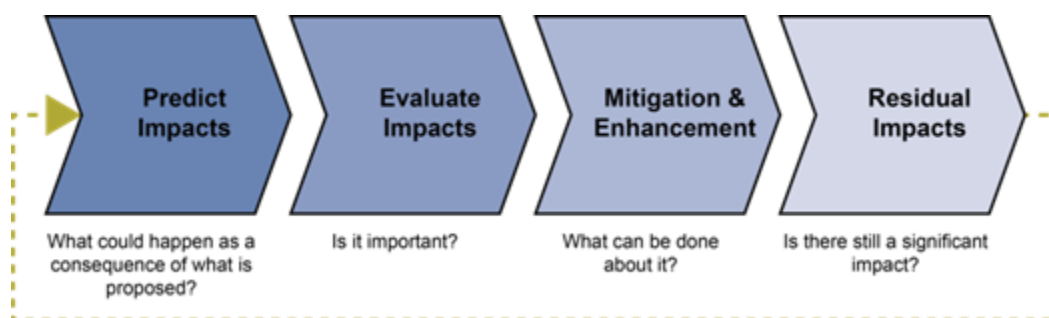 Predict
Impacts
Evaluate
Impacts
Mitigation &
Enhancement
Residual
Impacts
What could happen as a
consequence of what is
proposed?
Is it important?
What can be done
about it?
Is there still a significant
impact?